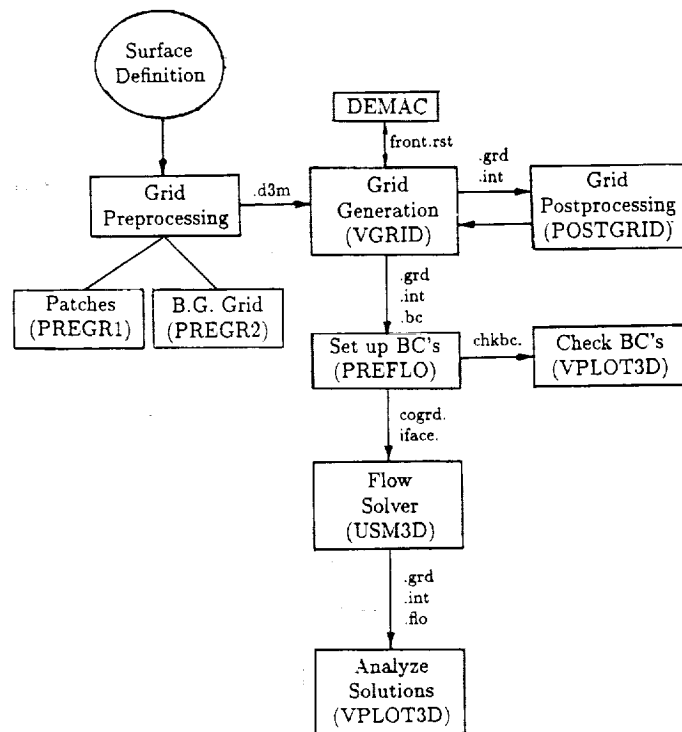 Surface
Definition
DEMAC
front.rst
.grd
.int
Grid
Preprocessing
.d3m
Grid
Generation
(VGRID)
Grid
Postprocessing
(POSTGRID)
Patches
(PREGR1)
B.G. Grid
(PREGR2)
.grd
.int
.bc
Set up BC's
(PREFLO)
chkbc.
Check BC's
(VPLOT3D)
cogrd.
iface.
Flow
Solver
(USM3D)
.grd
.int
.flo
Analyze
Solutions
(VPLOT3D)